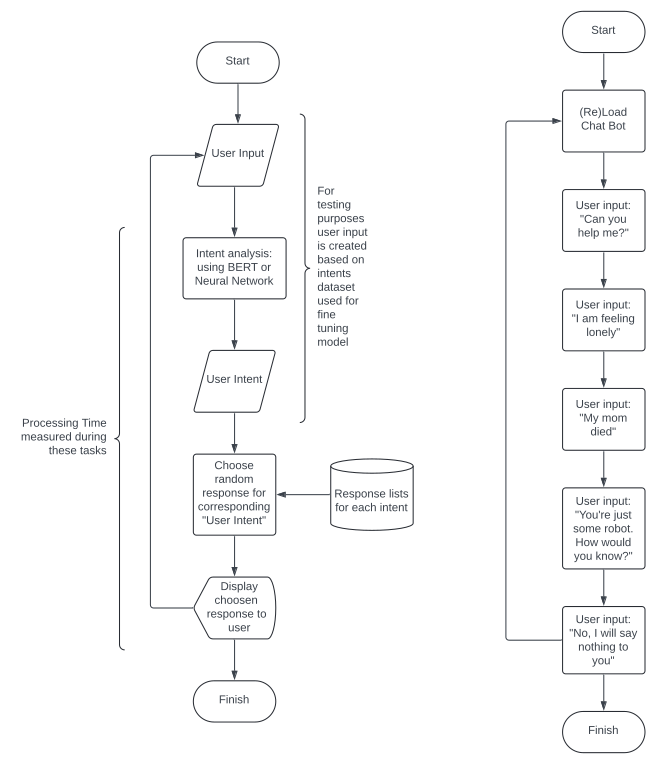 Start
User Input
For
testing
purposes
user input
is created
based on
intents
dataset
used for
fine
tuning
model
Intent analysis:
using BERT or
Neural Network
User Intent
Processing Time
measured during
these tasks
Choose
random
response for
corresponding
"User Intent"
Response lists
for each intent
Display
choosen
response to
user
Finish
Start
(Re)Load
Chat Bot
User input:
"Can you
help me?"
User input:
"I am feeling
lonely"
User input:
"My mom
died"
User input:
"You're just
some robot.
How would
you know?"
User input:
"No, I will say
nothing to
you"
Finish